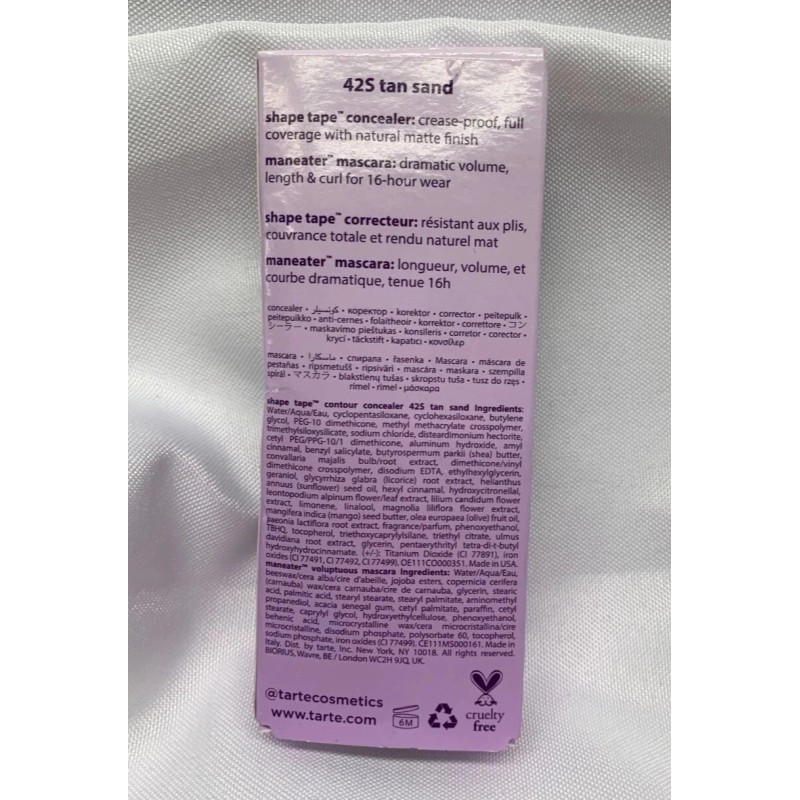 42S tan sand
shape tape™ concealer: crease-proof, full
coverage with natural matte finish
maneater™ mascara: dramatic volume,
length & curl for 16-hour wear
shape tape™ correcteur: résistant aux plis,
couvrance totale et rendu naturel mat
maneater™ mascara: longueur, volume, et
courbe dramatique, tenue 16h
concealer • كونسيلر • коректор • korektor • corrector • peitepulk •
peitepuikko • anti-cernes • folaitheoir • korrektor • correttore • コン
シーラー • maskavimo pieštukas • konsīleris • corretor • corector •
krycí • täckstift • kapatıcı • κονσίλερ
mascara • ماسكارا • спирала • řasenka • Mascara • máscara de
pestañas • ripsmetušš • ripsiväri • mascára • maskara • szempilla
spirál • マスカラ • blakstienų tušas • skropstu tuša • tusz do rzęs •
rímel • rimel • μάσκαρα
shape tape™ contour concealer 42S tan sand Ingredients:
Water/Aqua/Eau, cyclopentasiloxane, cyclohexasiloxane, butylene
glycol, PEG-10 dimethicone, methyl methacrylate crosspolymer,
trimethylsiloxysilicate, sodium chloride, disteardimonium hectorite,
cetyl PEG/PPG-10/1 dimethicone, aluminum hydroxide, amyl
cinnamal, benzyl salicylate, butyrospermum parkii (shea) butter,
convallaria majalis bulb/root extract, dimethicone/vinyl
dimethicone crosspolymer, disodium EDTA, ethylhexylglycerin,
geraniol, glycyrrhiza glabra (licorice) root extract, helianthus
annuus (sunflower) seed oil, hexyl cinnamal, hydroxycitronellal,
leontopodium alpinum flower/leaf extract, lilium candidum flower
extract, limonene, linalool, magnolia liliflora flower extract,
mangifera indica (mango) seed butter, olea europaea (olive) fruit oil,
paeonia lactiflora root extract, fragrance/parfum, phenoxyethanol,
TBHQ, tocopherol, triethoxycaprylylsilane, triethyl citrate, ulmus
davidiana root extract, glycerin, pentaerythrityl tetra-di-t-butyl
hydroxyhydrocinnamate. (+/-): Titanium Dioxide (CI 77891), iron
oxides (CI 77491, CI 77492, CI 77499). OE111CO000351. Made in USA.
maneater™ voluptuous mascara Ingredients: Water/Aqua/Eau,
beeswax/cera alba/cire d'abeille, jojoba esters, copernicia cerifera
(carnauba) wax/cera carnauba/cire de carnauba, glycerin, stearic
acid, palmitic acid, stearyl stearate, stearyl palmitate, aminomethyl
propanediol, acacia senegal gum, cetyl palmitate, paraffin, cetyl
stearate, caprylyl glycol, hydroxyethylcellulose, phenoxyethanol,
behenic acid, microcrystalline wax/cera microcristallina/cire
microcristalline, disodium phosphate, polysorbate 60, tocopherol,
sodium phosphate, iron oxides (CI 77499). CE111MS000161. Made in
Italy. Dist. by tarte, Inc. New York, NY 10018. All rights reserved.
BIORIUS, Wavre, BE / London WC2H 9JQ, UK.
@tartecosmetics
www.tarte.com
6M
cruelty
free